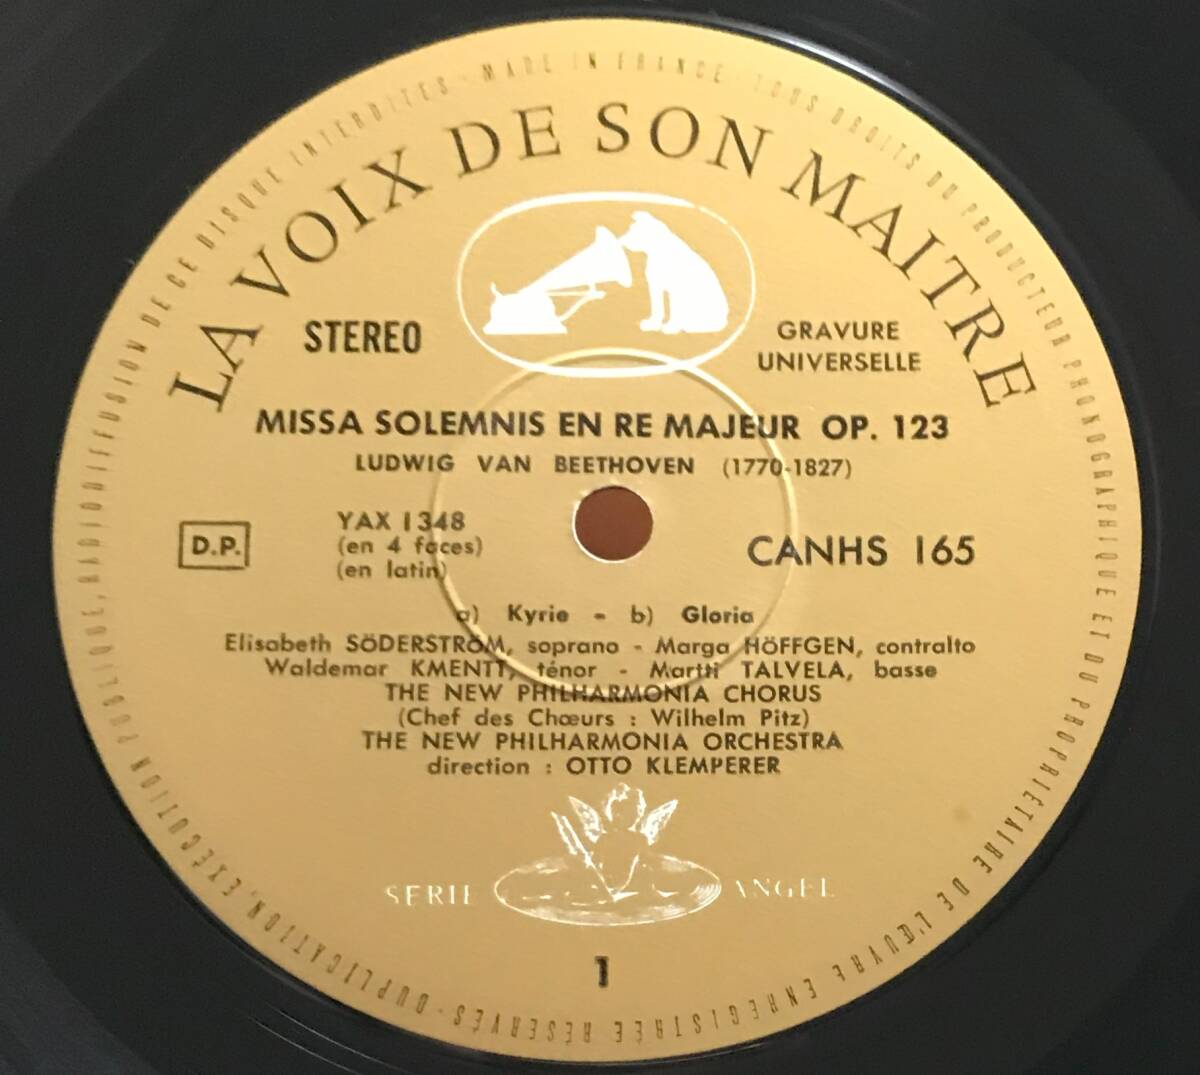 MADE IN FRANCE · TOUS DROITS DU PRODUCTEUR PHONOGRAPHIQUE ET DU PROPRIÉTAIRE DE L'ŒUVRE ENREGISTRÉE RÉSERVÉS · DUPLICATION, EXÉCUTION PUBLIQUE, RADIODIFFUSION DE CE DISQUE INTERDITES ·
LA VOIX DE SON MAITRE
STEREO
GRAVURE
UNIVERSELLE
MISSA SOLEMNIS EN RE MAJEUR OP. 123
LUDWIG VAN BEETHOVEN (1770-1827)
D.P.
YAX 1348
(en 4 faces)
(en latin)
CANHS 165
a) Kyrie - b) Gloria
Elisabeth SÖDERSTRÖM, soprano - Marga HÖFFGEN, contralto
Waldemar KMENTT, ténor - Martti TALVELA, basse
THE NEW PHILHARMONIA CHORUS
(Chef des Chœurs : Wilhelm Pitz)
THE NEW PHILHARMONIA ORCHESTRA
direction : OTTO KLEMPERER
SERIE ANGEL
1